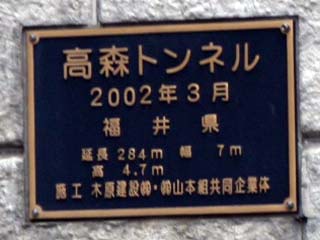 高森トンネル
2002年3月
福井県
延長 284m 幅 7m
高 4.7m
施工 木原建設㈱・㈱山本組共同企業体